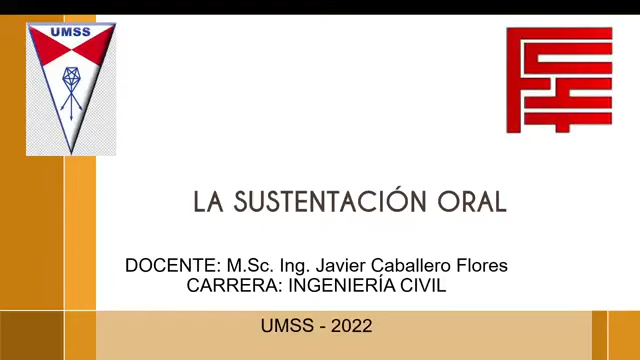 UMSS
LA SUSTENTACIÓN ORAL
DOCENTE: M.Sc. Ing. Javier Caballero Flores
CARRERA: INGENIERÍA CIVIL
UMSS - 2022